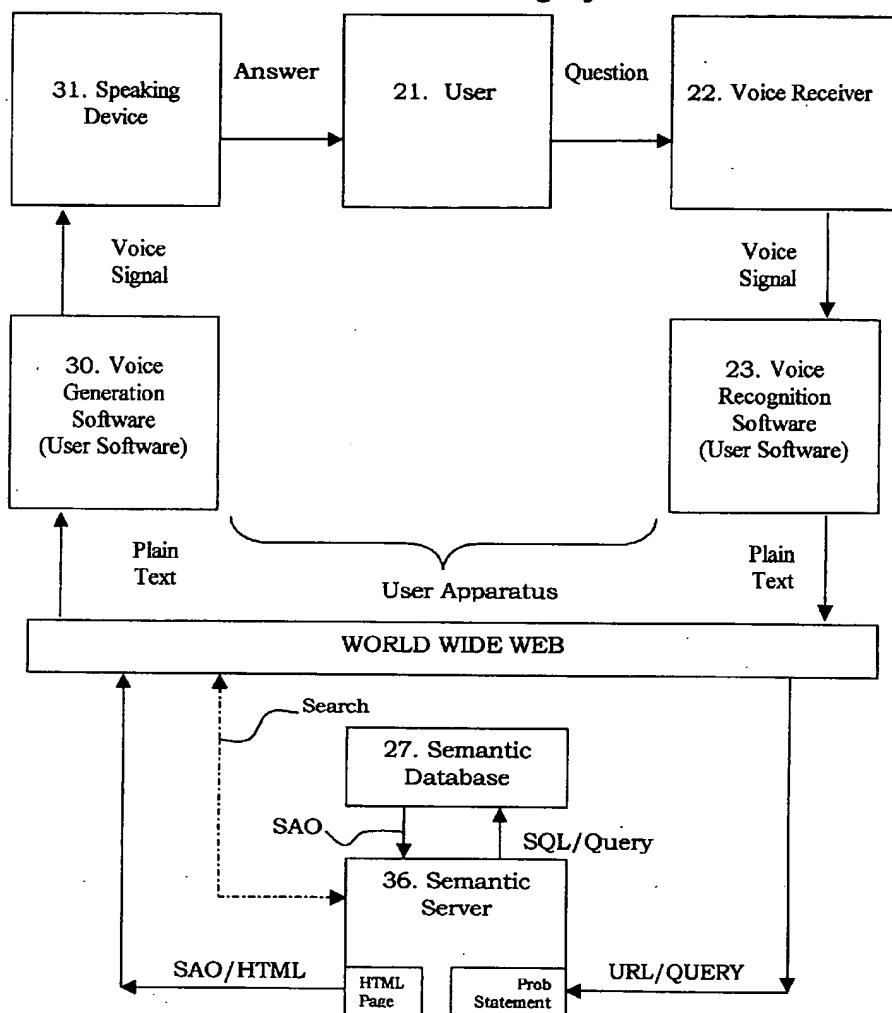 Answer
Question
31. Speaking
Device
21. User
22. Voice Receiver
Voice
Signal
Voice
Signal
30. Voice
Generation
Software
(User Software)
23. Voice
Recognition
Software
(User Software)
Plain
Text
User Apparatus
Plain
Text
WORLD WIDE WEB
Search
27. Semantic
Database
SAO
SQL/Query
36. Semantic
Server
SAO/HTML
HTML
Page
Prob
Statement
URL/QUERY